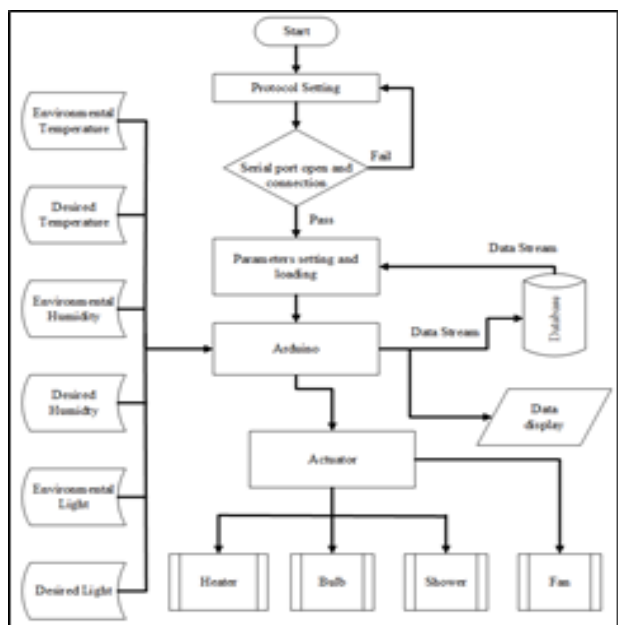 Start
Protocol Setting
Serial port open and
connection
Fail
Pass
Parameters setting and
loading
Data Stream
Database
Arduino
Data Stream
Data
display
Actuator
Heater
Bulb
Shower
Fan
Environmental
Temperature
Desired
Temperature
Environmental
Humidity
Desired
Humidity
Environmental
Light
Desired Light